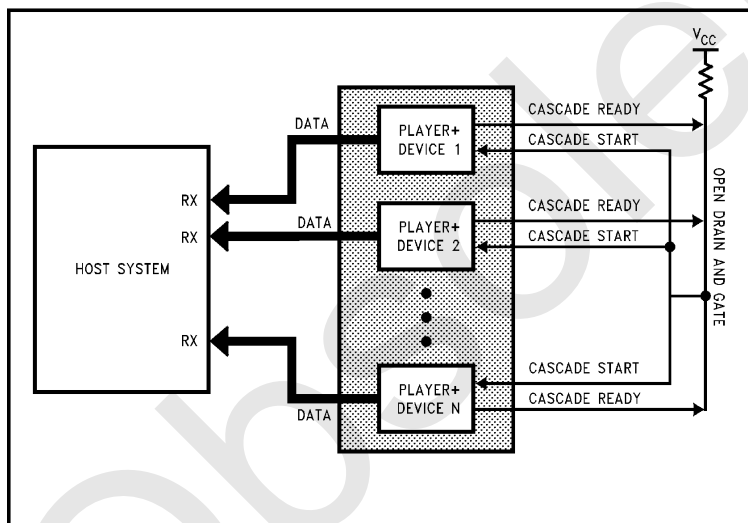 VCC
DATA
PLAYER+
DEVICE 1
CASCADE READY
CASCADE START
RX
DATA
RX
PLAYER+
DEVICE 2
CASCADE READY
CASCADE START
HOST SYSTEM
OPEN DRAIN AND GATE
RX
PLAYER+
DEVICE N
CASCADE START
CASCADE READY
DATA
Obsole